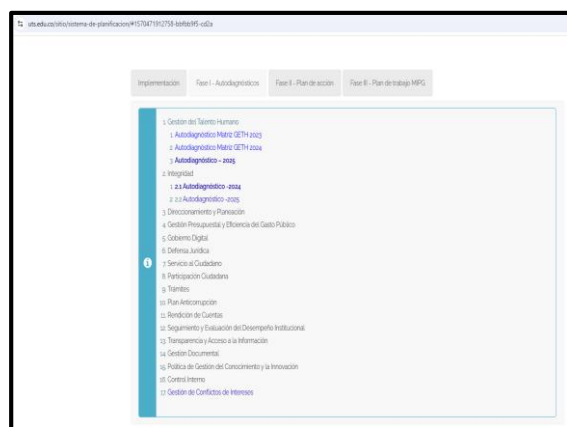 uts.edu.co/sitio/sistema-de-planificacion/#1570471912758-bbfbb9f5-cd2a
Implementación Fase I - Autodiagnósticos Fase II - Plan de acción Fase III - Plan de trabajo MIPG
1. Gestión del Talento Humano
1. Autodiagnóstico Matriz GETH 2023
2. Autodiagnóstico Matriz GETH 2024
3. Autodiagnóstico – 2025
2. Integridad
1. 2.1 Autodiagnóstico -2024
2. 2.2 Autodiagnóstico -2025
3. Direccionamiento y Planeación
4. Gestión Presupuestal y Eficiencia del Gasto Público
5. Gobierno Digital
6. Defensa Jurídica
7. Servicio al Ciudadano
8. Participación Ciudadana
9. Trámites
10. Plan Anticorrupción
11. Rendición de Cuentas
12. Seguimiento y Evaluación del Desempeño Institucional
13. Transparencia y Acceso a la Información
14. Gestión Documental
15. Política de Gestión del Conocimiento y la Innovación
16. Control Interno
17. Gestión de Conflictos de Intereses